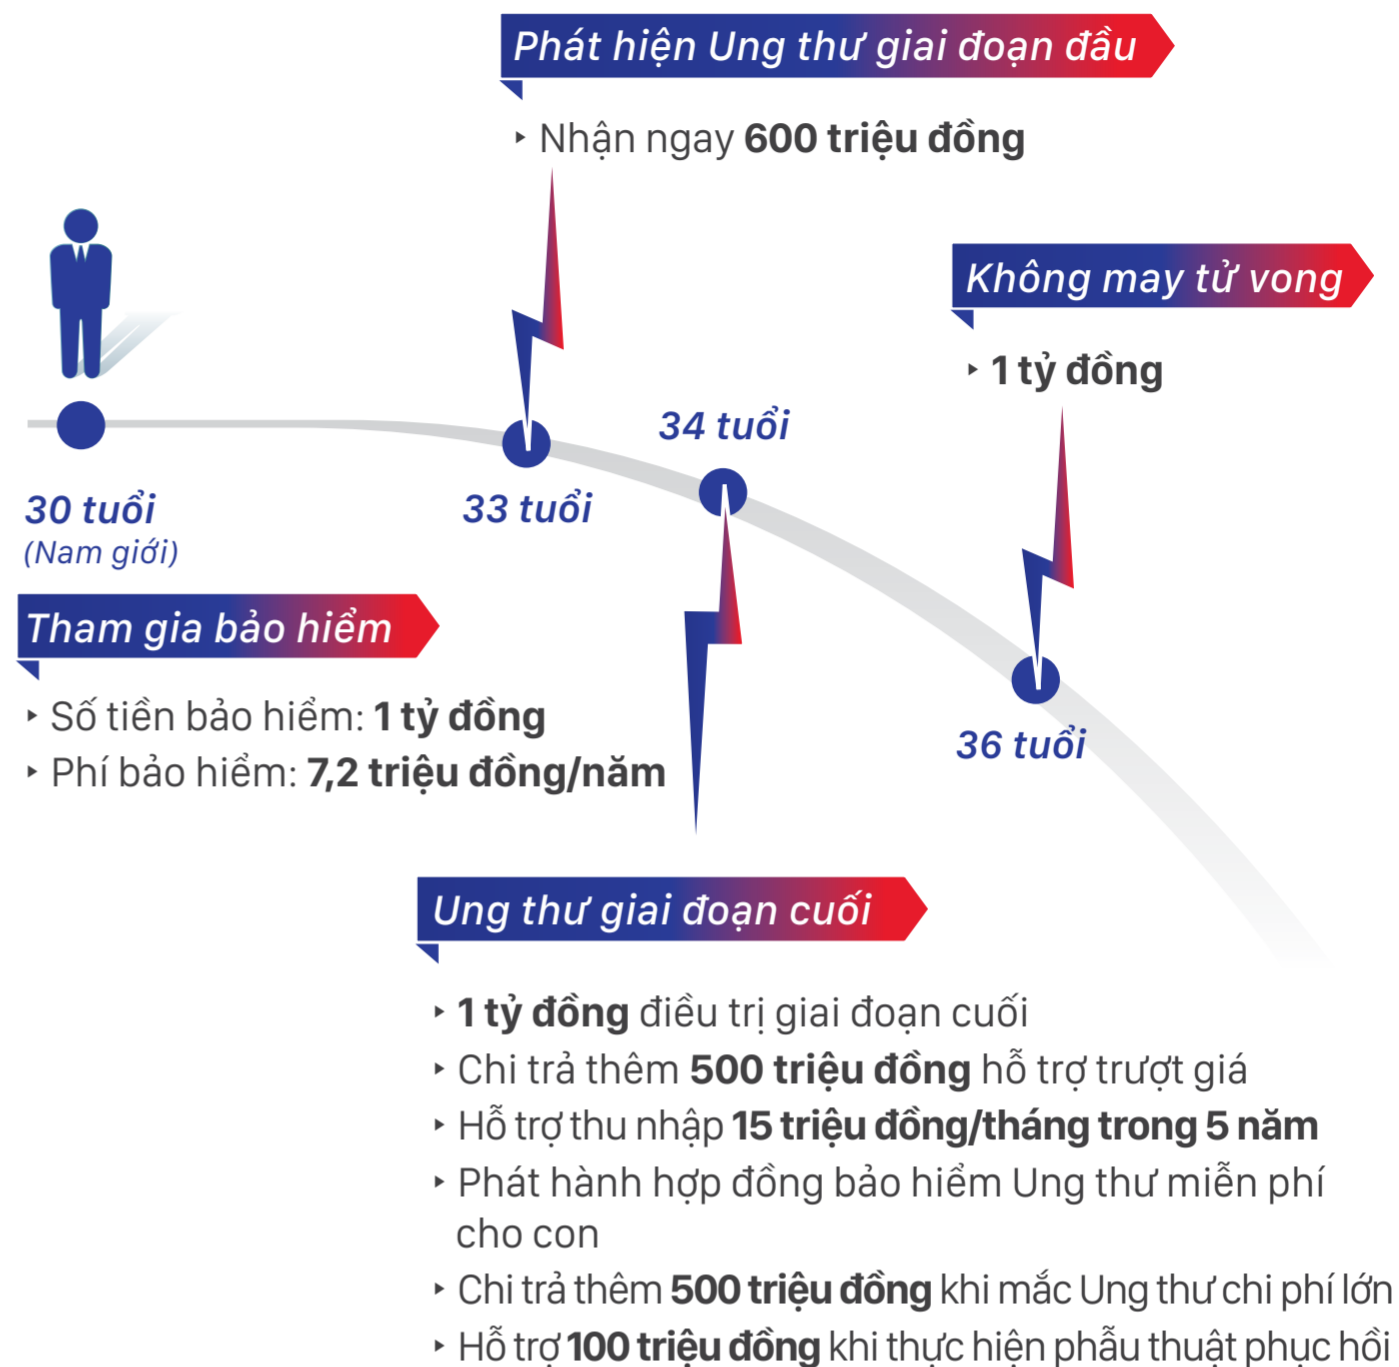 Phát hiện Ung thư giai đoạn đầu
‣ Nhận ngay 600 triệu đồng
Không may tử vong
‣ 1 tỷ đồng
34 tuổi
30 tuổi
(Nam giới)
33 tuổi
Tham gia bảo hiểm
‣ Số tiền bảo hiểm: 1 tỷ đồng
‣ Phí bảo hiểm: 7,2 triệu đồng/năm
36 tuổi
Ung thư giai đoạn cuối
‣ 1 tỷ đồng điều trị giai đoạn cuối
‣ Chi trả thêm 500 triệu đồng hỗ trợ trượt giá
‣ Hỗ trợ thu nhập 15 triệu đồng/tháng trong 5 năm
‣ Phát hành hợp đồng bảo hiểm Ung thư miễn phí
cho con
‣ Chi trả thêm 500 triệu đồng khi mắc Ung thư chi phí lớn
‣ Hỗ trợ 100 triệu đồng khi thực hiện phẫu thuật phục hồi